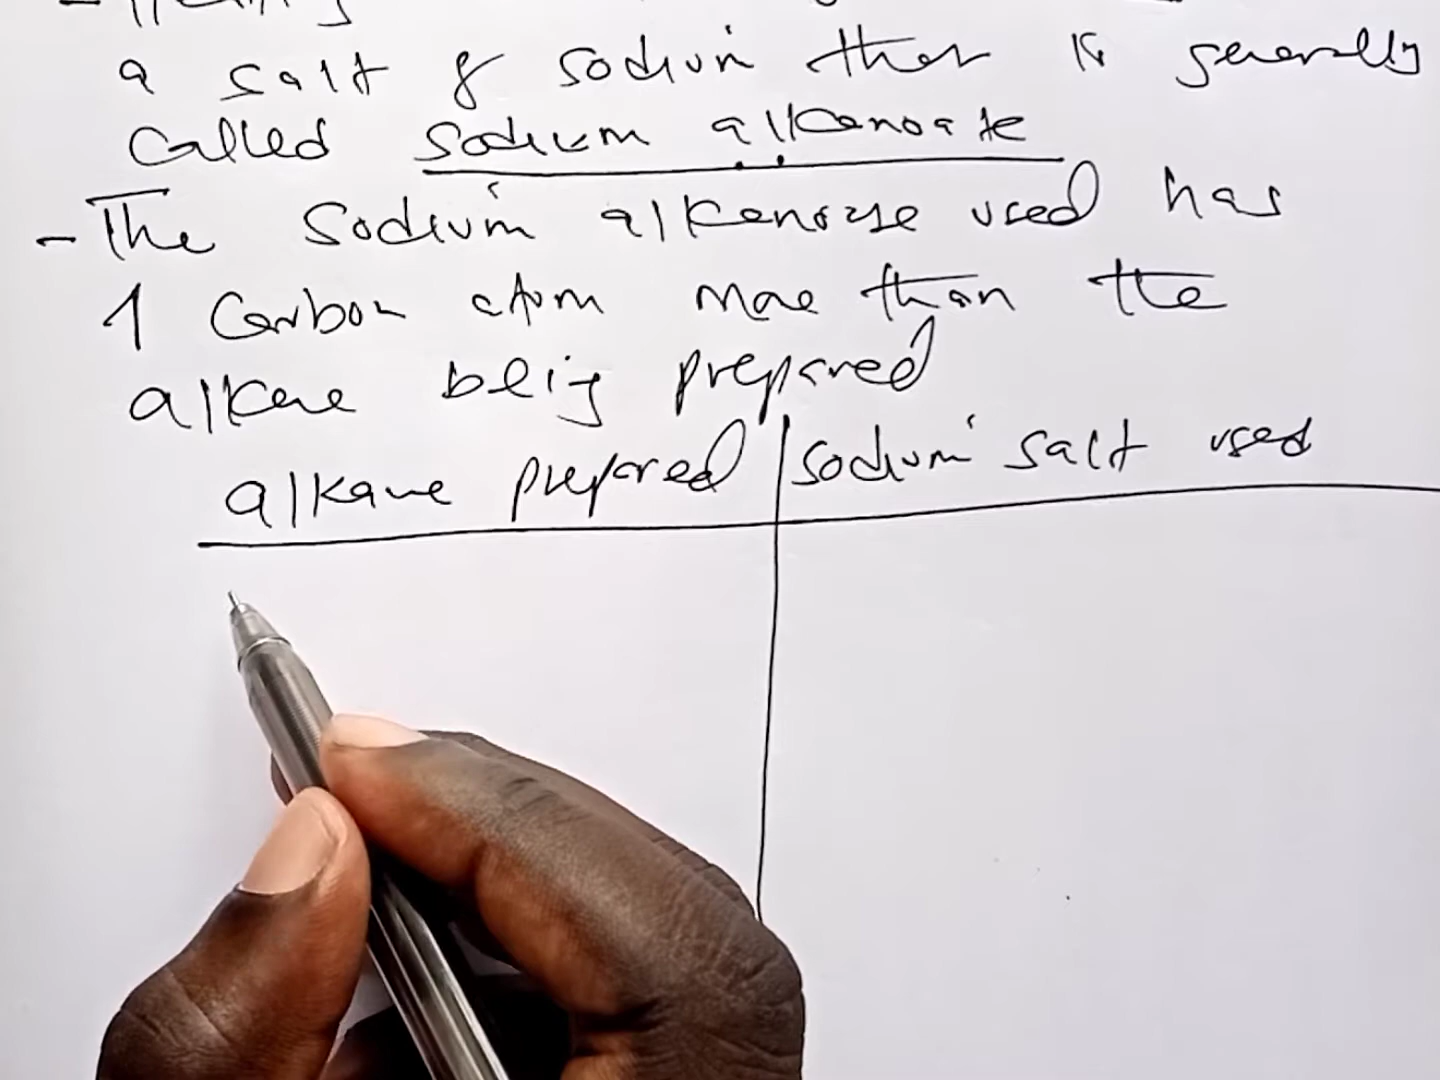 a salt of sodium that is generally
called sodium alkanoate
- The sodium alkanoate used has
1 Carbon atom more than the
alkane being prepared
alkane prepared | sodium salt used